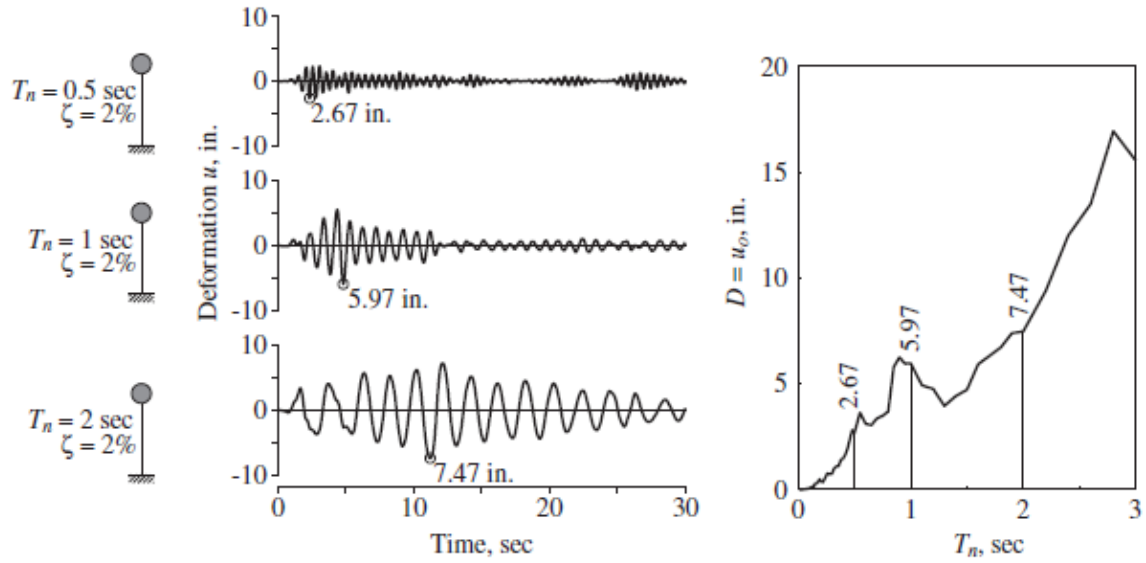 10
0
-10
T_n = 0.5 sec
ζ = 2%
2.67 in.
10
0
-10
T_n = 1 sec
ζ = 2%
5.97 in.
10
0
-10
T_n = 2 sec
ζ = 2%
7.47 in.
Deformation u, in.
0
10
20
30
Time, sec
20
15
10
5
0
D = u_o, in.
2.67
5.97
7.47
0
1
2
3
T_n, sec